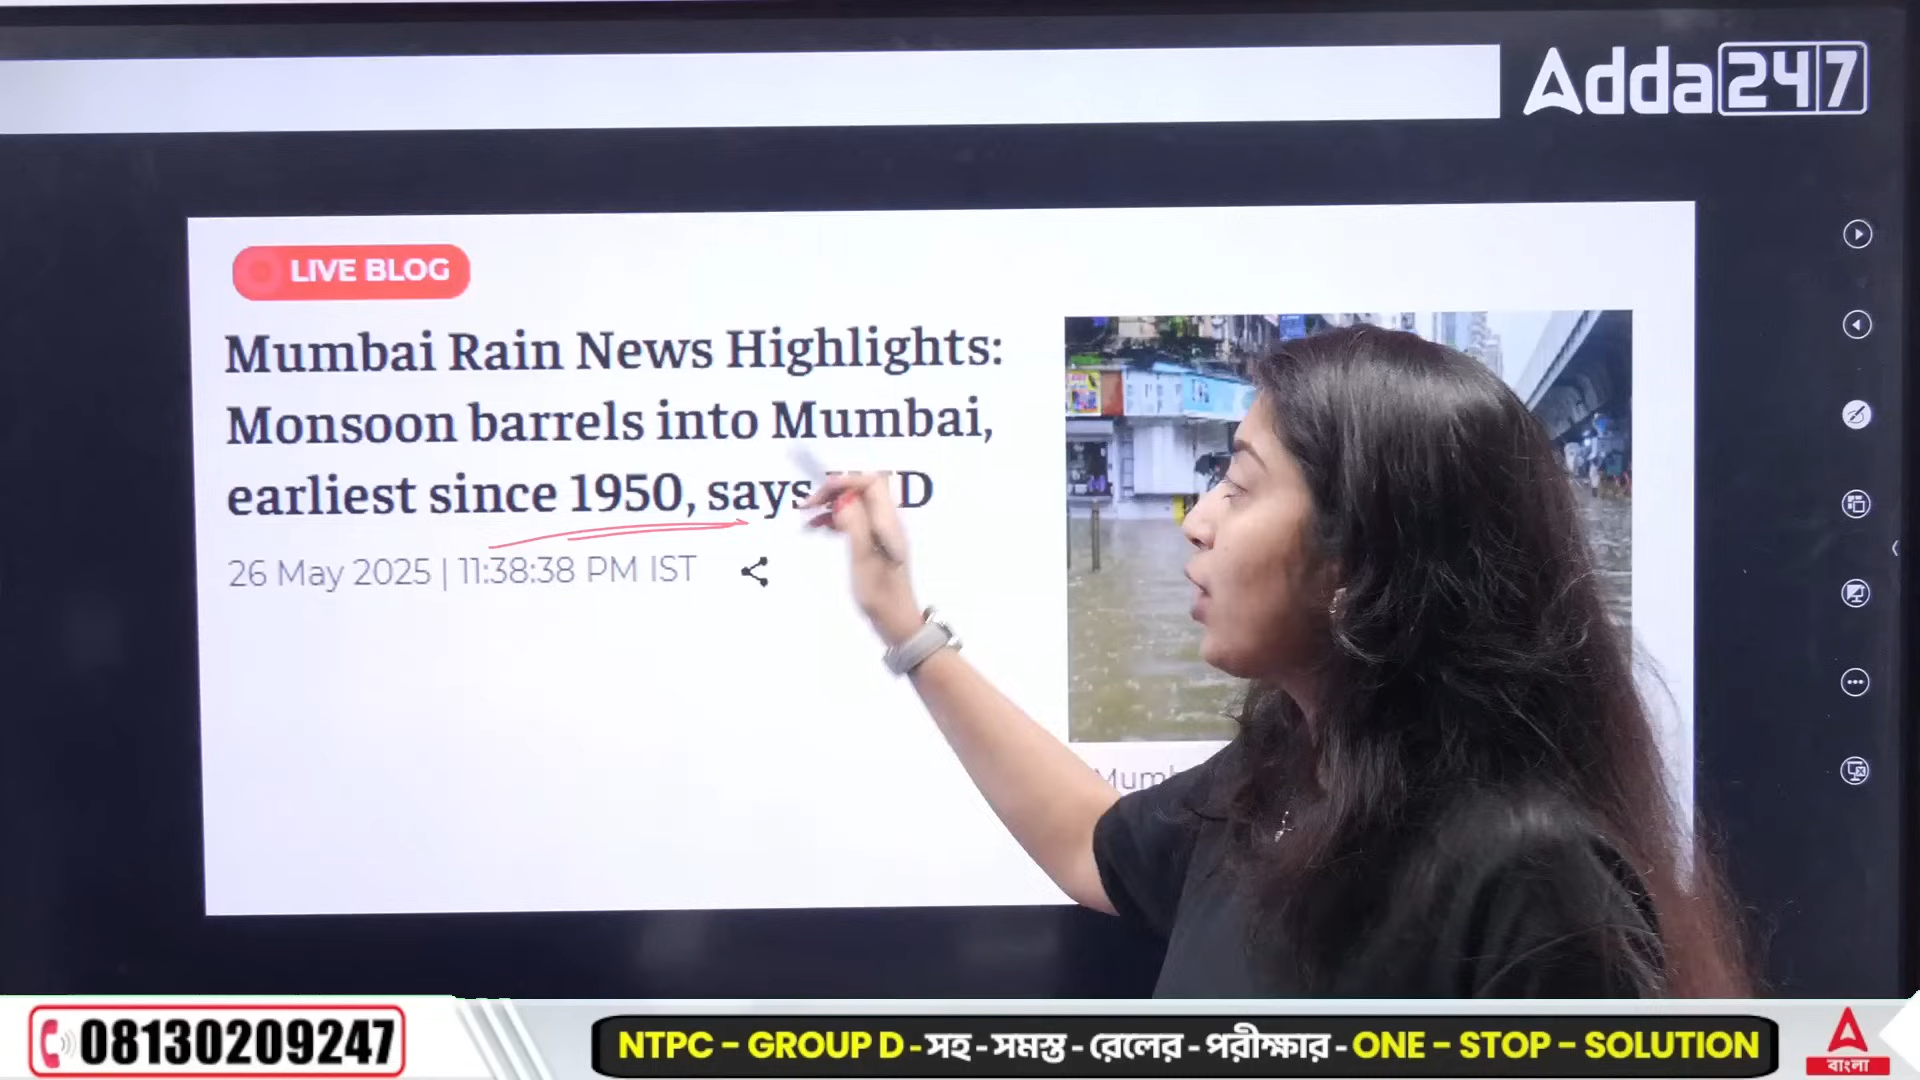 Adda247
LIVE BLOG
Mumbai Rain News Highlights:
Monsoon barrels into Mumbai,
earliest since 1950, says
26 May 2025 | 11:38:38 PM IST
08130209247
NTPC - GROUP D - সহ - সমস্ত - রেলের - পরীক্ষার - ONE - STOP - SOLUTION
বাংলা